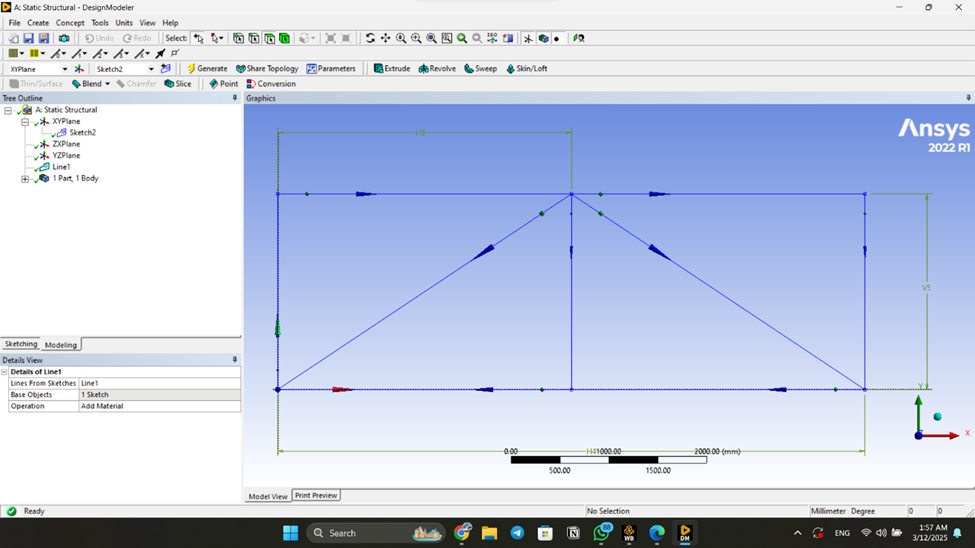 A: Static Structural - DesignModeler
File Create Concept Tools Units View Help
Undo Redo Select:
XYPlane Sketch2 Generate Share Topology Parameters Extrude Revolve Sweep Skin/Loft
Thin/Surface Blend Chamfer Slice Point Conversion
Tree Outline
A: Static Structural
XYPlane
Sketch2
ZXPlane
YZPlane
Line1
1 Part, 1 Body
Sketching Modeling
Details View
Details of Line1
Lines From Sketches Line1
Base Objects 1 Sketch
Operation Add Material
Graphics
Ansys
2022 R1
V5
Y
X
0.00 1000.00 2000.00 (mm)
500.00 1500.00
Model View Print Preview
Ready No Selection Millimeter Degree 0 0
Search 88 WB DM ENG 1:57 AM
3/12/2025